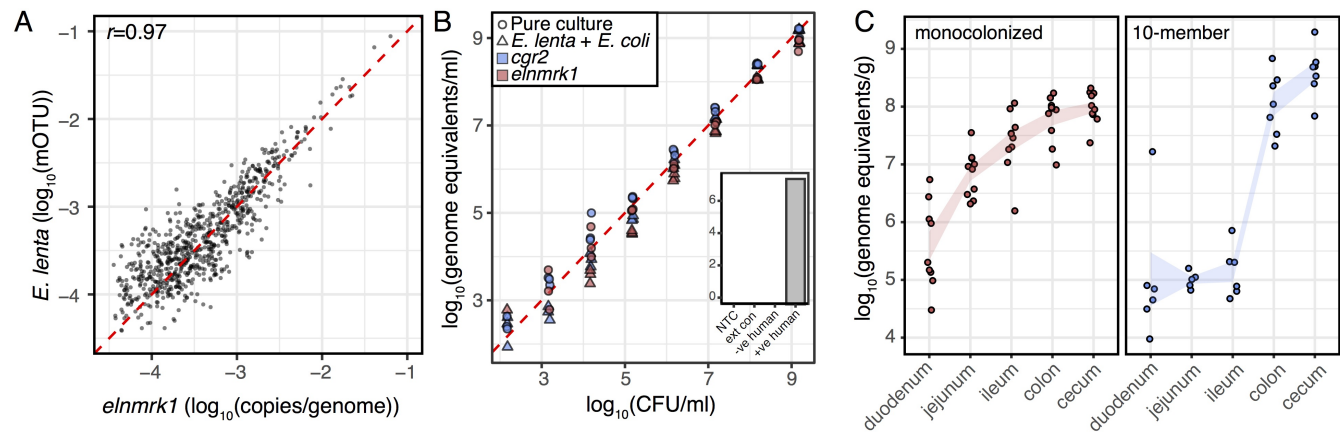 A
r=0.97
E. lenta (log10(mOTU))
−1
−2
−3
−4
−4
−3
−2
−1
elnmrk1 (log10(copies/genome))
B
Pure culture
E. lenta + E. coli
cgr2
elnmrk1
log10(genome equivalents/ml)
9
7
5
3
3
5
7
9
log10(CFU/ml)
6
4
2
0
NTC
ext con
-ve human
+ve human
C
monocolonized
10-member
log10(genome equivalents/g)
9
8
7
6
5
4
duodenum
jejunum
ileum
colon
cecum
duodenum
jejunum
ileum
colon
cecum